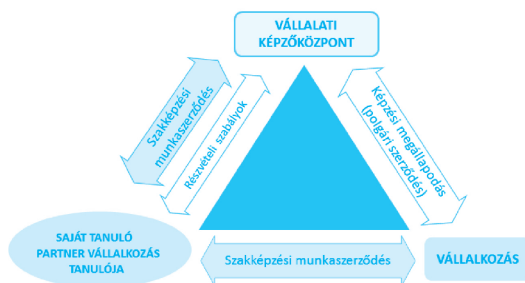 VÁLLALATI
KÉPZŐKÖZPONT
Szakképzési
munkaszerződés
Részvételi szabályok
Képzési megállapodás
(polgári szerződés)
SAJÁT TANULÓ
PARTNER VÁLLALKOZÁS
TANULÓJA
Szakképzési munkaszerződés
VÁLLALKOZÁS